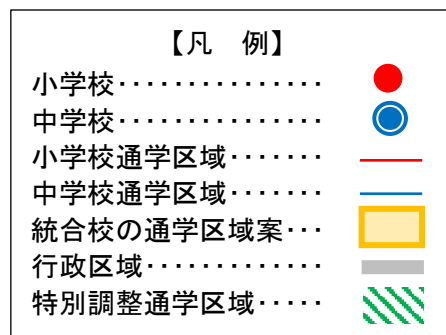 【凡　例】
小学校･･･････････････
中学校･･･････････････
小学校通学区域･･･････
中学校通学区域･･･････
統合校の通学区域案･･･
行政区域･････････････
特別調整通学区域･････